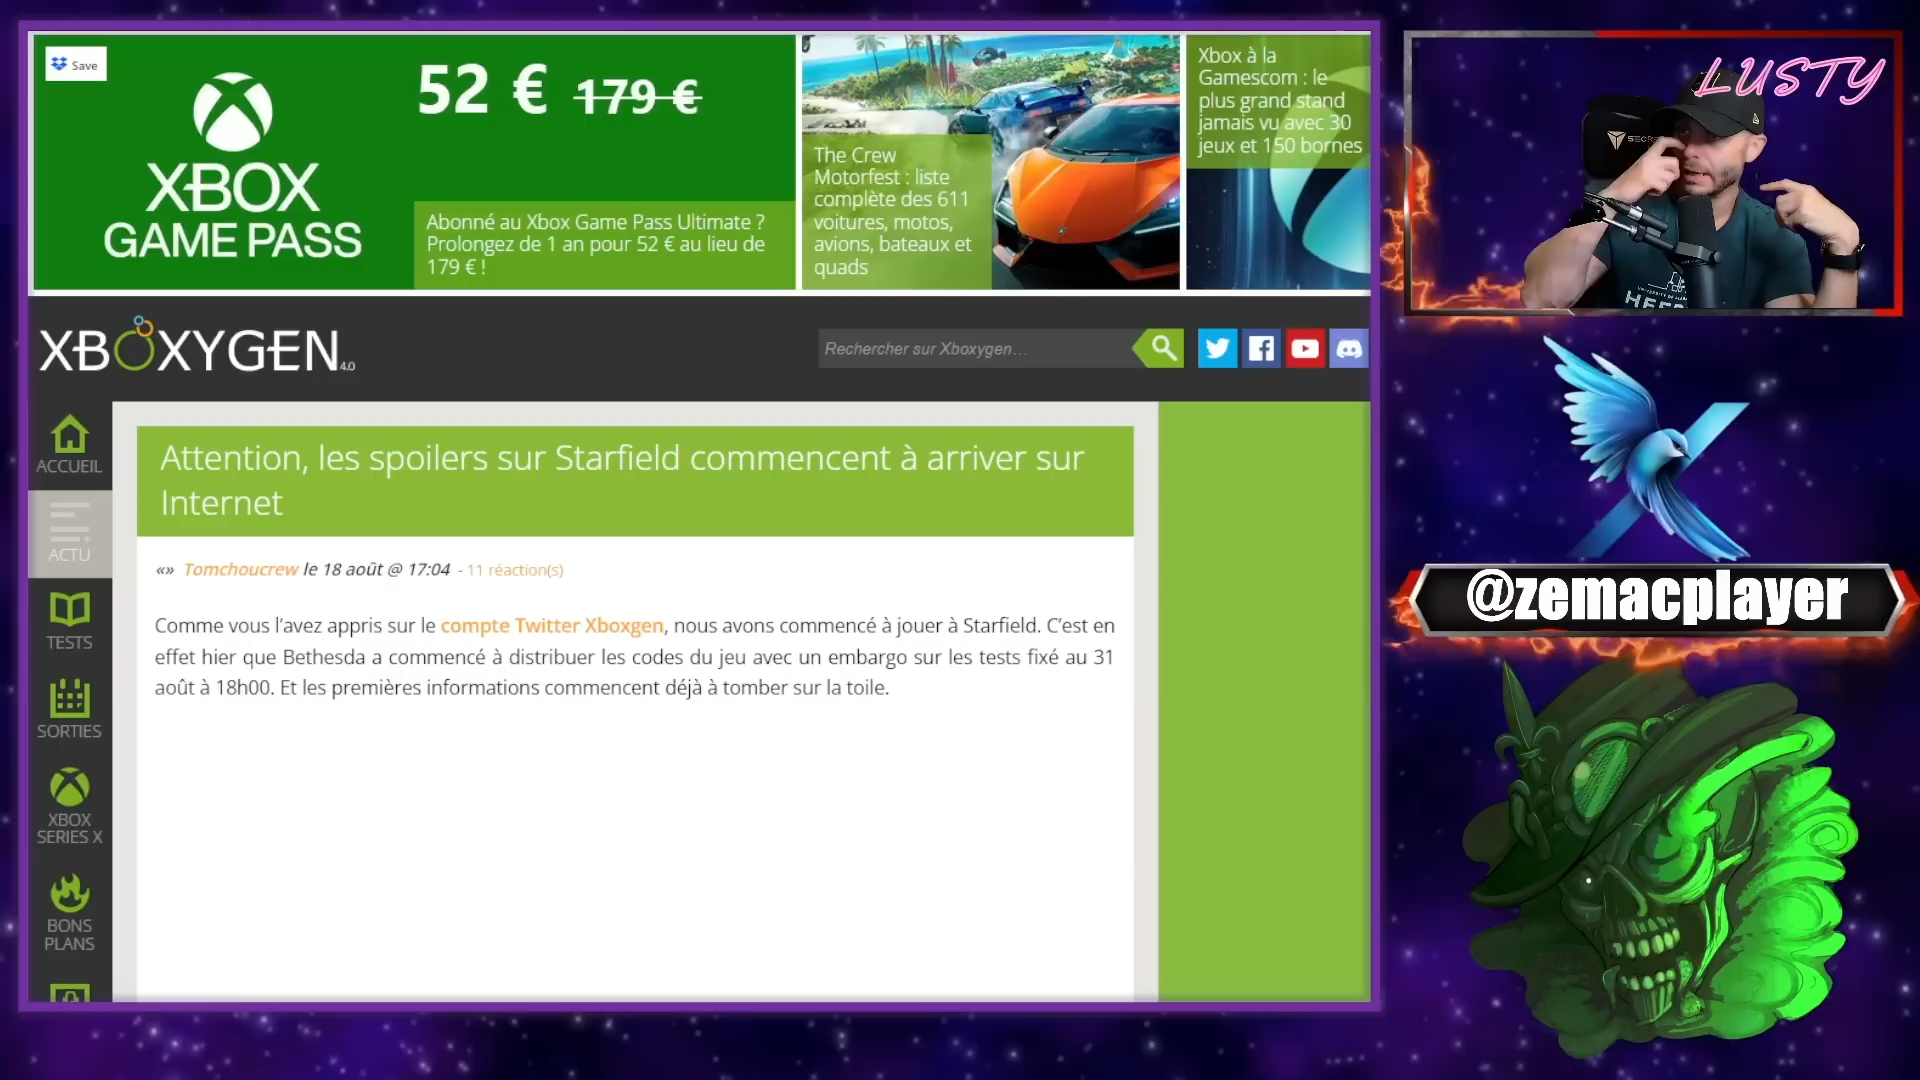 Save
XBOX
GAME PASS
52 € 179 €
Abonné au Xbox Game Pass Ultimate ?
Prolongez de 1 an pour 52 € au lieu de
179 € !
The Crew
Motorfest : liste
complète des 611
voitures, motos,
avions, bateaux et
quads
Xbox à la
Gamescom : le
plus grand stand
jamais vu avec 30
jeux et 150 bornes
LUSTY
XBOXYGEN 4.0
Rechercher sur Xboxygen...
ACCUEIL
ACTU
TESTS
SORTIES
XBOX
SERIES X
BONS
PLANS
Attention, les spoilers sur Starfield commencent à arriver sur
Internet
«» Tomchoucrew le 18 août @ 17:04 - 11 réaction(s)
Comme vous l'avez appris sur le compte Twitter Xboxgen, nous avons commencé à jouer à Starfield. C'est en
effet hier que Bethesda a commencé à distribuer les codes du jeu avec un embargo sur les tests fixé au 31
août à 18h00. Et les premières informations commencent déjà à tomber sur la toile.
@zemacplayer